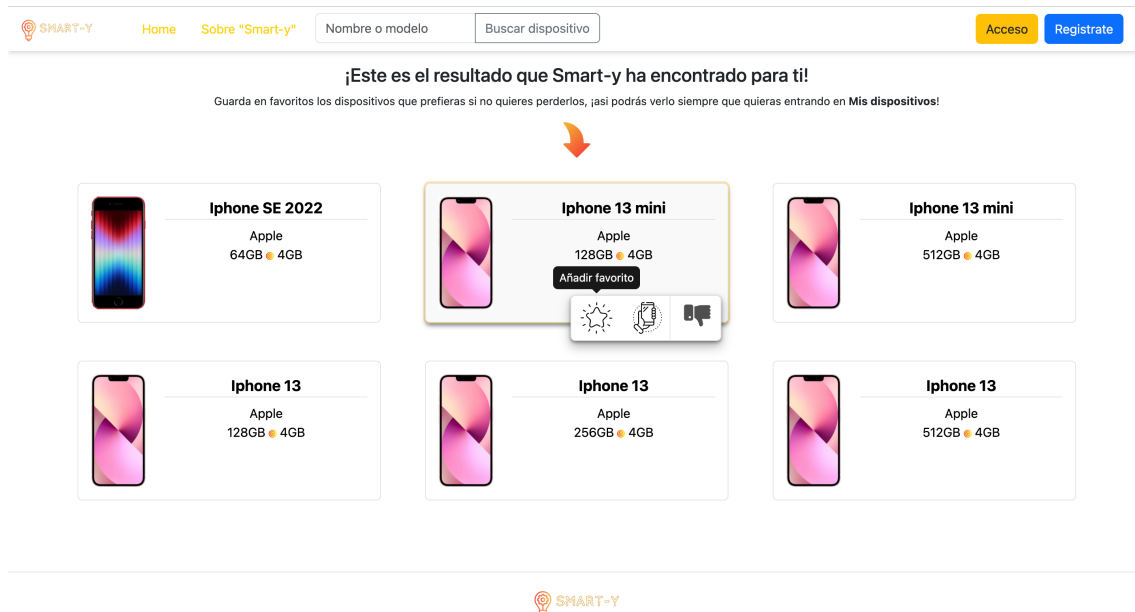 SMART-Y
Home
Sobre "Smart-y"
Nombre o modelo
Buscar dispositivo
Acceso
Registrate
¡Este es el resultado que Smart-y ha encontrado para ti!
Guarda en favoritos los dispositivos que prefieras si no quieres perderlos, ¡asi podrás verlo siempre que quieras entrando en Mis dispositivos!
Iphone SE 2022
Apple
64GB 4GB
Iphone 13 mini
Apple
128GB 4GB
Añadir favorito
Iphone 13 mini
Apple
512GB 4GB
Iphone 13
Apple
128GB 4GB
Iphone 13
Apple
256GB 4GB
Iphone 13
Apple
512GB 4GB
SMART-Y